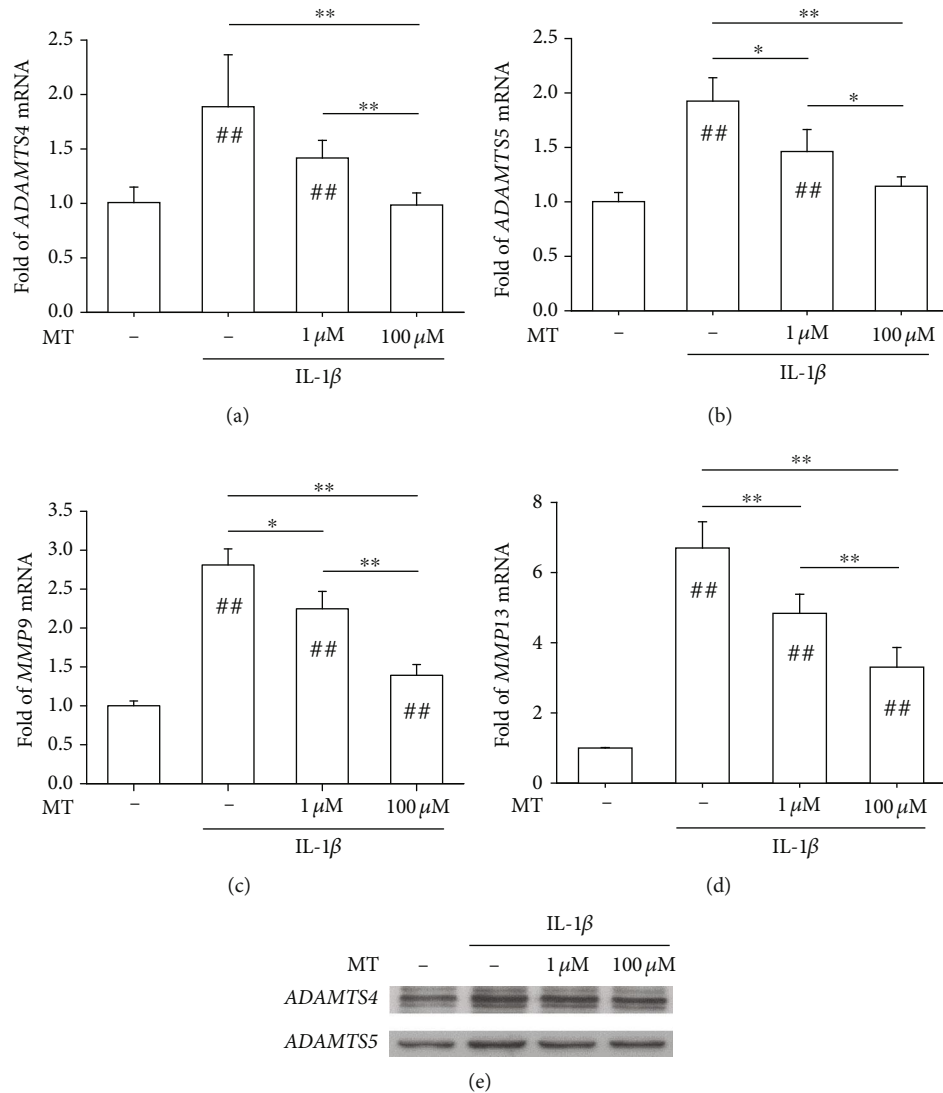 **
**
##
##
Fold of ADAMTS4 mRNA
2.5
2.0
1.5
1.0
0.5
0.0
MT – – 1 μM 100 μM
IL-1β
(a)
**
*
*
##
##
Fold of ADAMTS5 mRNA
2.5
2.0
1.5
1.0
0.5
0.0
– – 1 μM 100 μM
IL-1β
(b)
**
*
**
##
##
##
Fold of MMP9 mRNA
3.5
3.0
2.5
2.0
1.5
1.0
0.5
0.0
MT – – 1 μM 100 μM
IL-1β
(c)
**
**
**
##
##
##
Fold of MMP13 mRNA
8
6
4
2
0
– – 1 μM 100 μM
IL-1β
(d)
IL-1β
MT – – 1 μM 100 μM
ADAMTS4
ADAMTS5
(e)